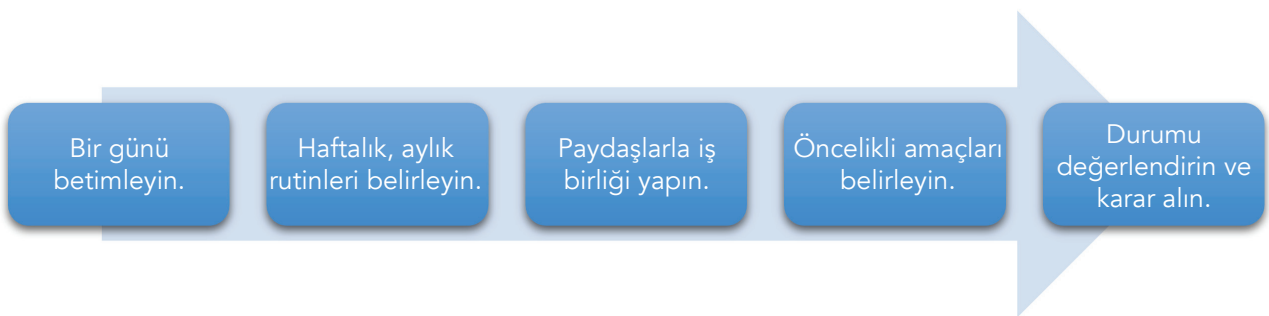 Bir günü
betimleyin.
Haftalık, aylık
rutinleri belirleyin.
Paydaşlarla iş
birliği yapın.
Öncelikli amaçları
belirleyin.
Durumu
değerlendirin ve
karar alın.